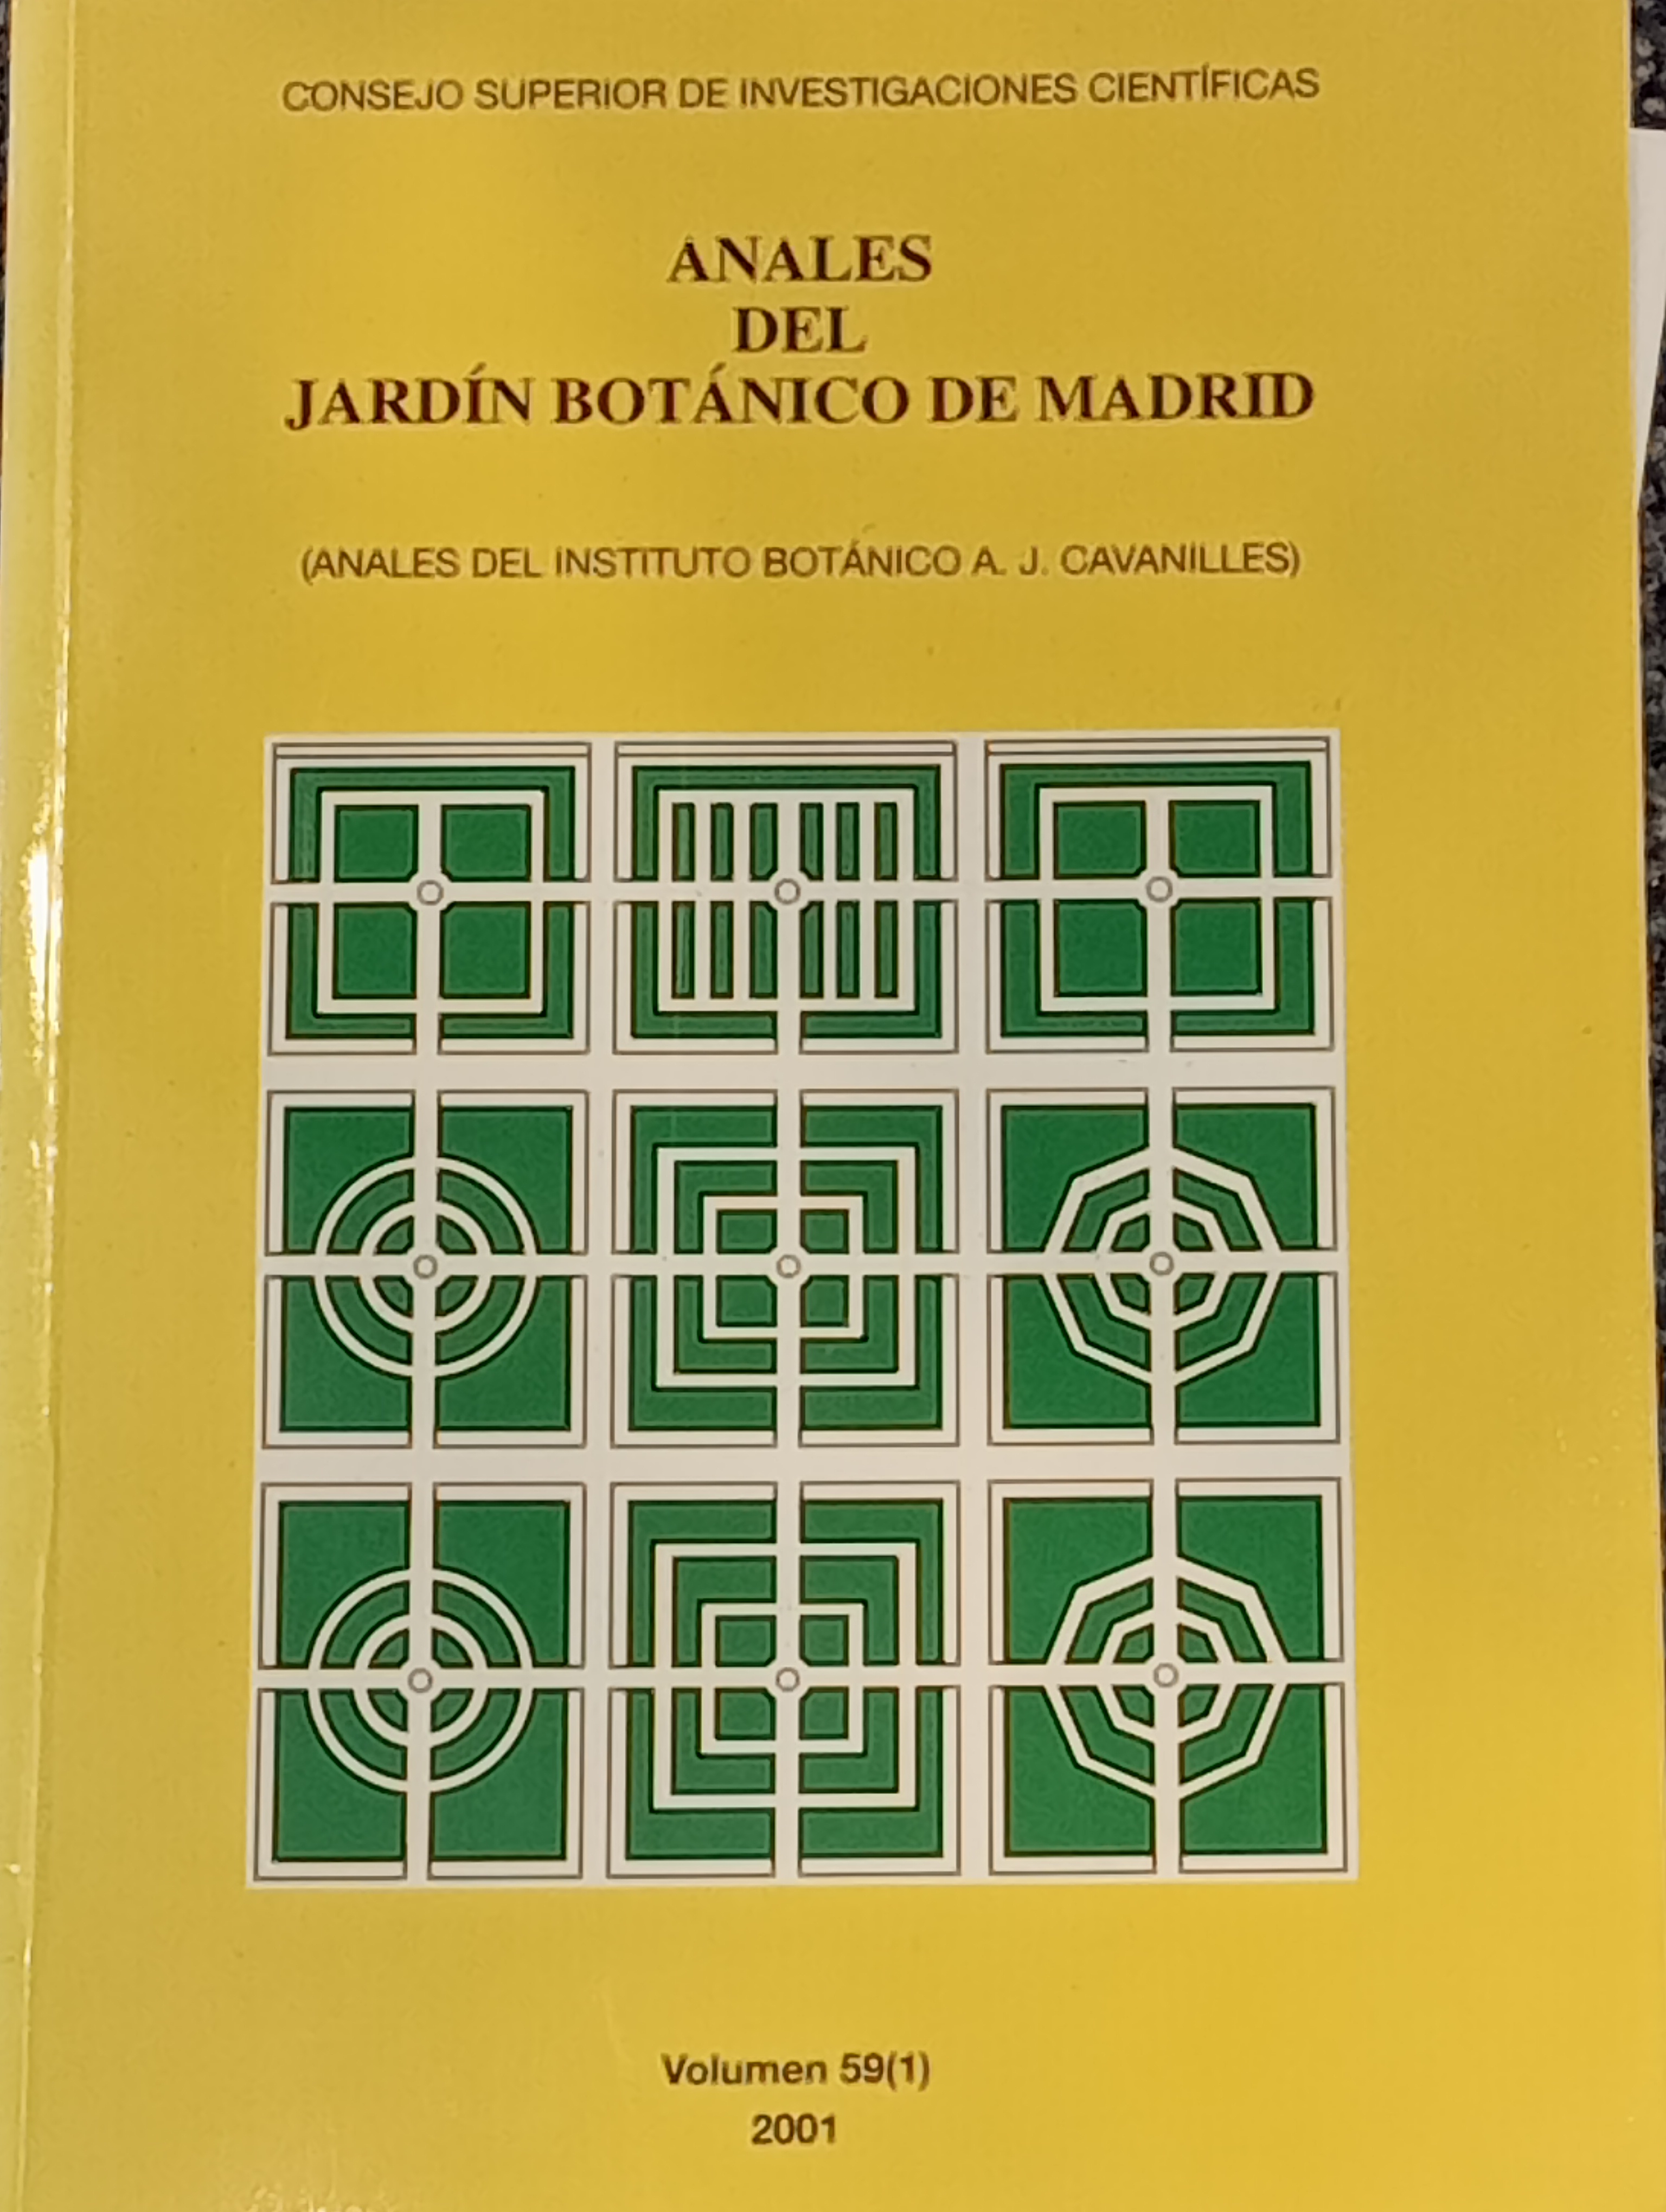 CONSEJO SUPERIOR DE INVESTIGACIONES CIENTÍFICAS
ANALES
DEL
JARDÍN BOTÁNICO DE MADRID
(ANALES DEL INSTITUTO BOTÁNICO A. J. CAVANILLES)
Volumen 59(1)
2001